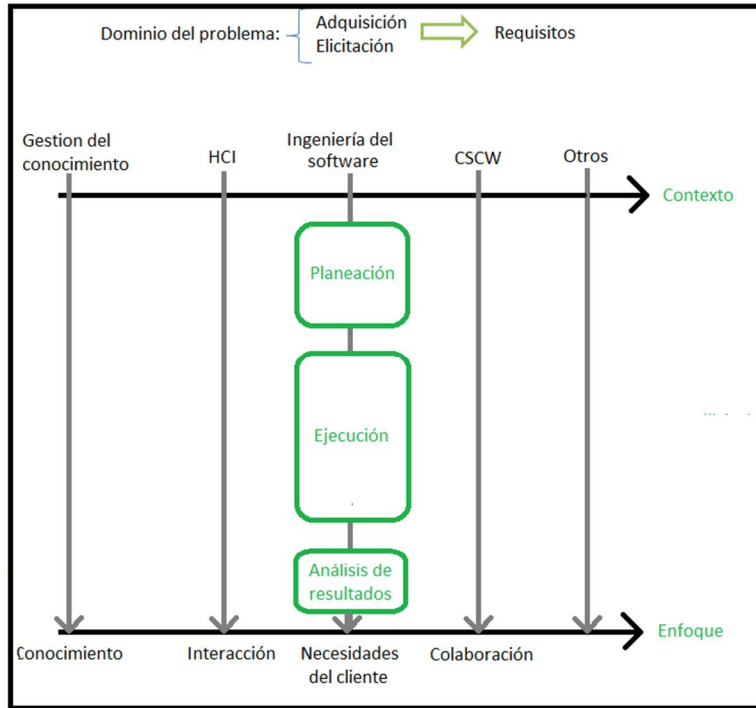 Dominio del problema:
Adquisición
Elicitación
Requisitos
Gestion del
conocimiento
HCI
Ingeniería del
software
CSCW
Otros
Contexto
Planeación
Ejecución
Análisis de
resultados
Enfoque
Conocimiento
Interacción
Necesidades
del cliente
Colaboración